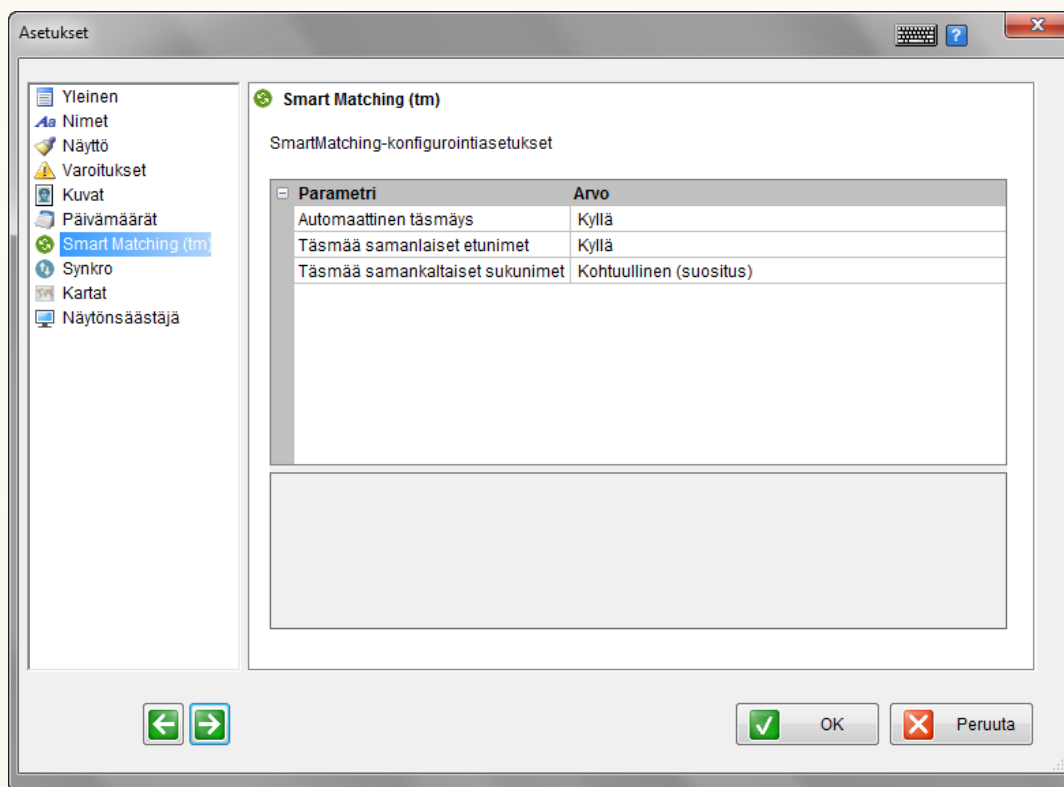 Asetukset
Yleinen
Aa Nimet
Näyttö
Varoitukset
Kuvat
Päivämäärät
Smart Matching (tm)
Synkro
Kartat
Näytönsäästäjä
Smart Matching (tm)
SmartMatching-konfigurointiasetukset
Parametri Arvo
Automaattinen täsmäys Kyllä
Täsmää samanlaiset etunimet Kyllä
Täsmää samankaltaiset sukunimet Kohtuullinen (suositus)
OK Peruuta